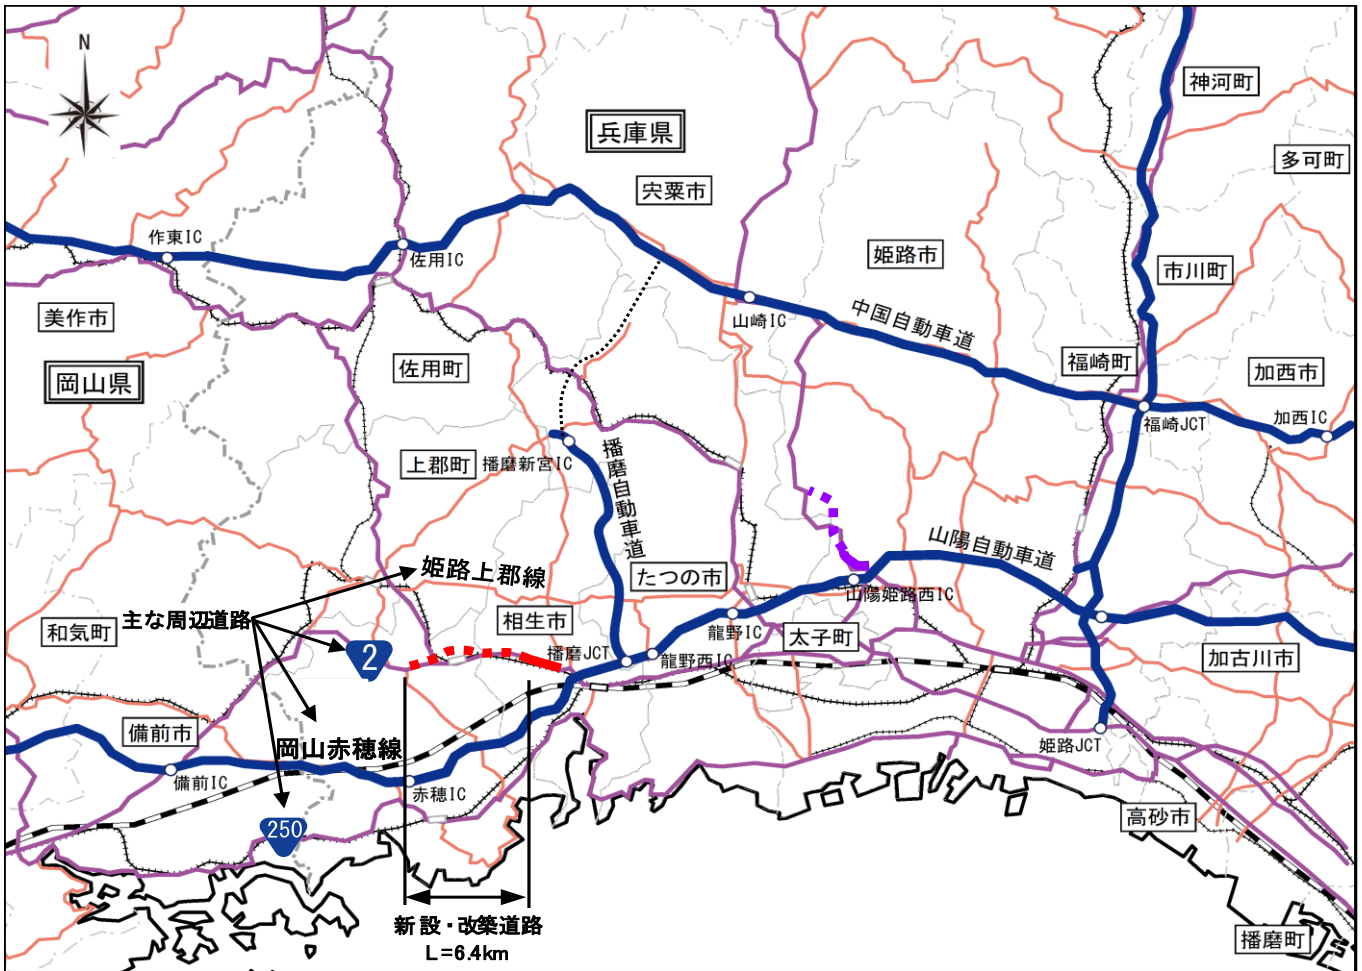 N
神河町
兵庫県
多可町
宍粟市
作東IC
佐用IC
姫路市
市川町
美作市
山崎IC
中国自動車道
岡山県
佐用町
福崎町
加西市
加西IC
福崎JCT
上郡町
播磨新宮IC
播磨自動車道
山陽自動車道
姫路上郡線
たつの市
山陽姫路西IC
主な周辺道路
和気町
相生市
龍野IC
太子町
2
播磨JCT
龍野西IC
加古川市
備前市
岡山赤穂線
姫路JCT
備前IC
赤穂IC
高砂市
250
新設・改築道路
L=6.4km
播磨町